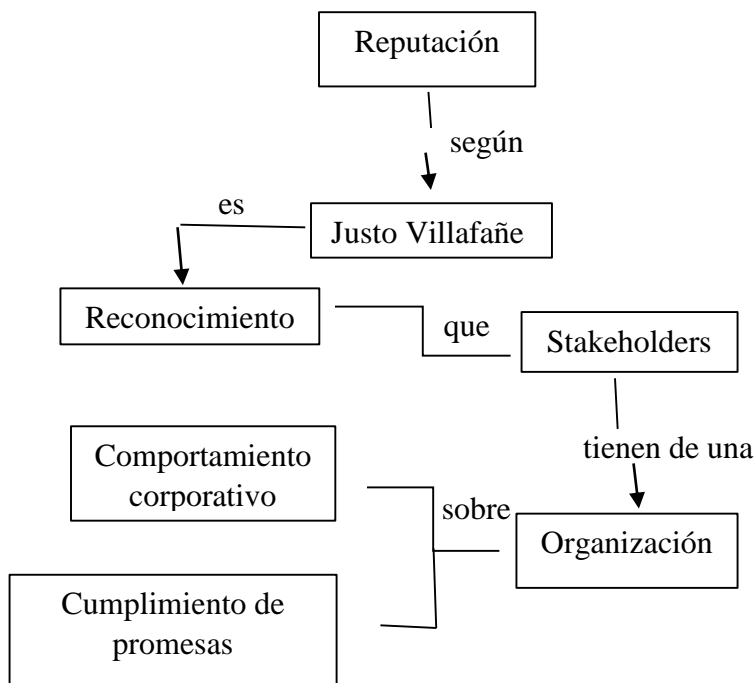 Reputación
según
es
Justo Villafañe
Reconocimiento
que
Stakeholders
tienen de una
Organización
sobre
Comportamiento
corporativo
Cumplimiento de
promesas